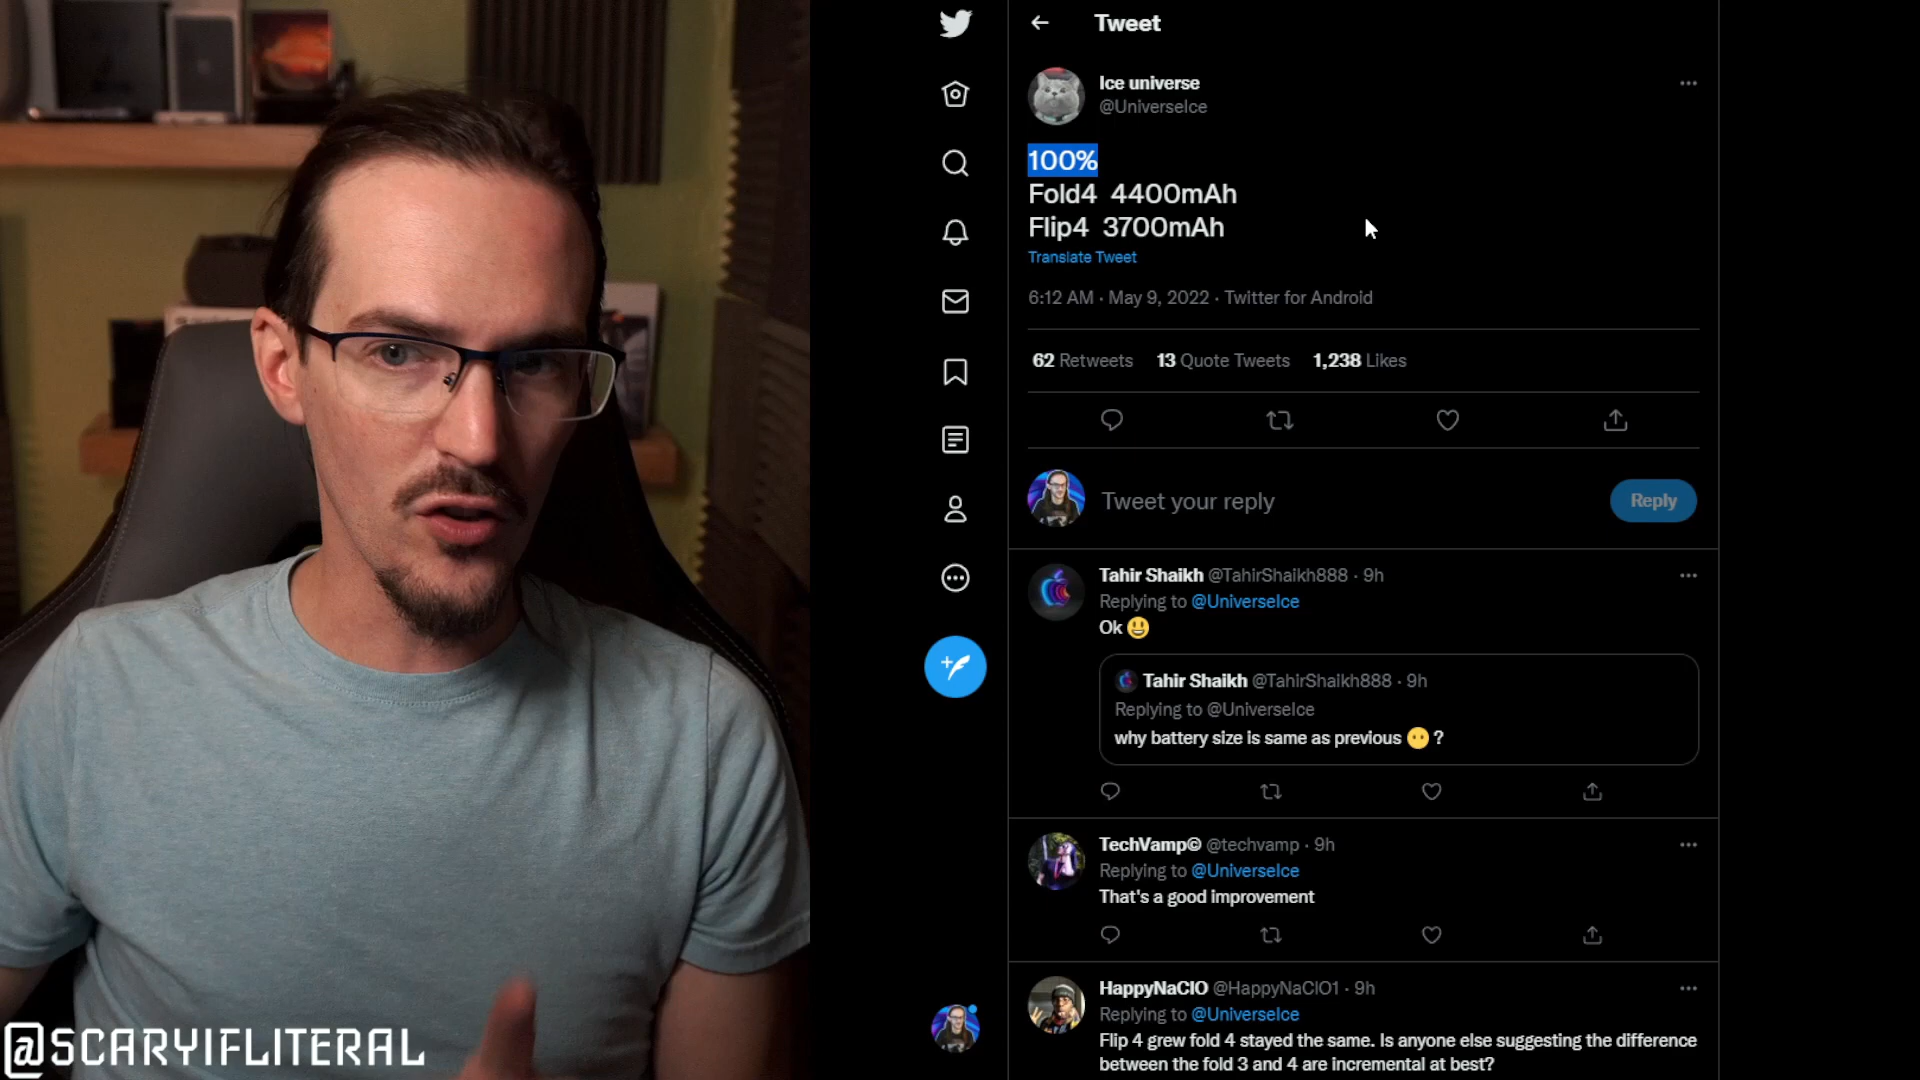 Tweet
Ice universe
@UniverseIce
100%
Fold4 4400mAh
Flip4 3700mAh
Translate Tweet
6:12 AM · May 9, 2022 · Twitter for Android
62 Retweets 13 Quote Tweets 1,238 Likes
Tweet your reply
Reply
Tahir Shaikh @TahirShaikh888 · 9h
Replying to @UniverseIce
Ok 😃
Tahir Shaikh @TahirShaikh888 · 9h
Replying to @UniverseIce
why battery size is same as previous 😶 ?
TechVamp© @techvamp · 9h
Replying to @UniverseIce
That's a good improvement
HappyNaClO @HappyNaClO1 · 9h
Replying to @UniverseIce
Flip 4 grew fold 4 stayed the same. Is anyone else suggesting the difference
between the fold 3 and 4 are incremental at best?
@SCARYIFLITERAL